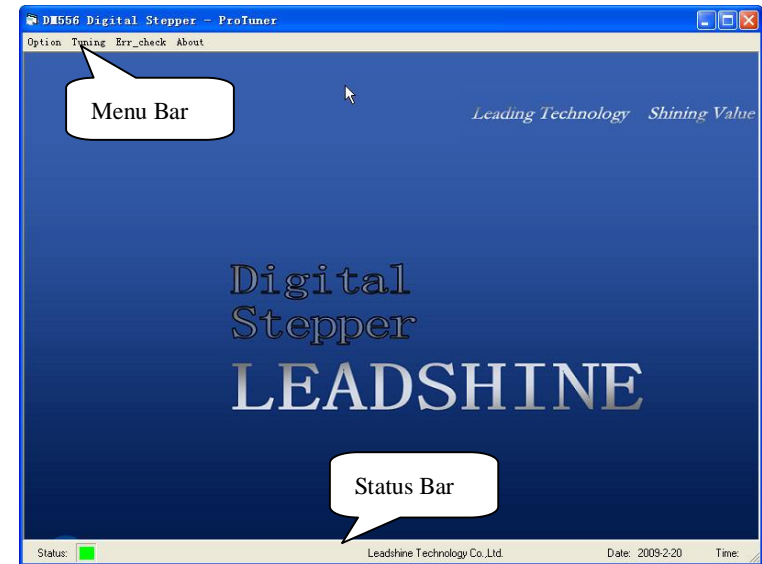 DM556 Digital Stepper - ProTuner
Option Tuning Err_check About
Menu Bar
Leading Technology Shining Value
Digital
Stepper
LEADSHINE
Status Bar
Status: Leadshine Technology Co.,Ltd. Date: 2009-2-20 Time: